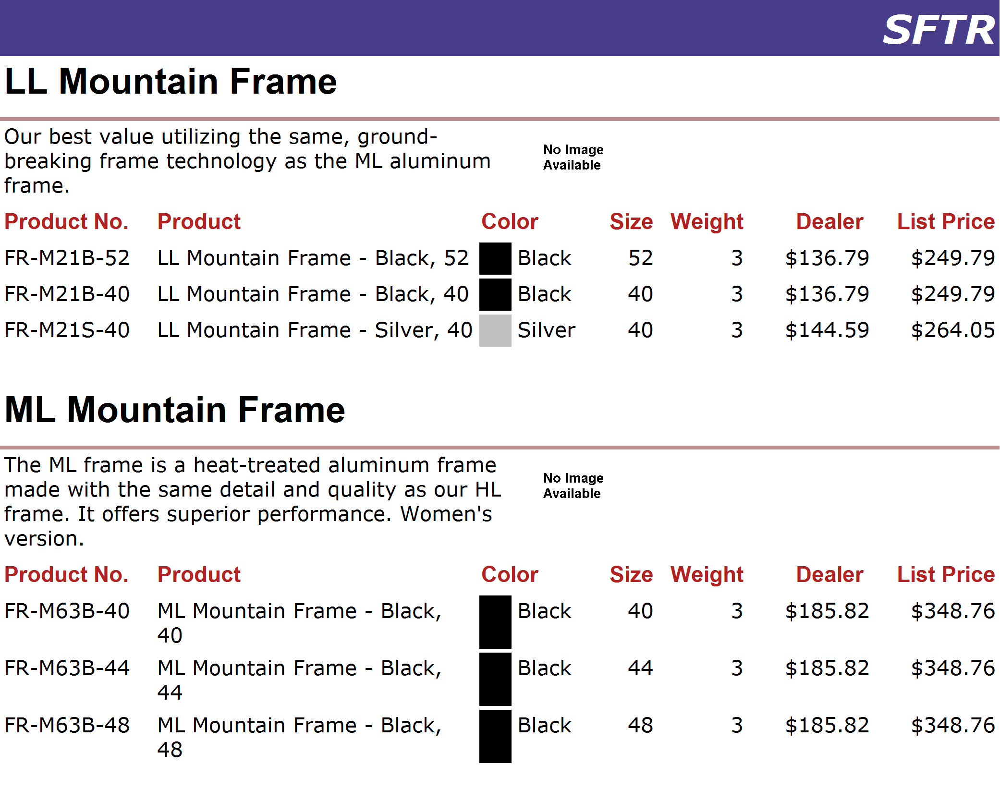 SFTR
LL Mountain Frame
Our best value utilizing the same, ground-
breaking frame technology as the ML aluminum
frame.
No Image
Available
Product No. Product Color Size Weight Dealer List Price
FR-M21B-52 LL Mountain Frame - Black, 52 Black 52 3 $136.79 $249.79
FR-M21B-40 LL Mountain Frame - Black, 40 Black 40 3 $136.79 $249.79
FR-M21S-40 LL Mountain Frame - Silver, 40 Silver 40 3 $144.59 $264.05
ML Mountain Frame
The ML frame is a heat-treated aluminum frame
made with the same detail and quality as our HL
frame. It offers superior performance. Women's
version.
No Image
Available
Product No. Product Color Size Weight Dealer List Price
FR-M63B-40 ML Mountain Frame - Black, Black 40 3 $185.82 $348.76
40
FR-M63B-44 ML Mountain Frame - Black, Black 44 3 $185.82 $348.76
44
FR-M63B-48 ML Mountain Frame - Black, Black 48 3 $185.82 $348.76
48